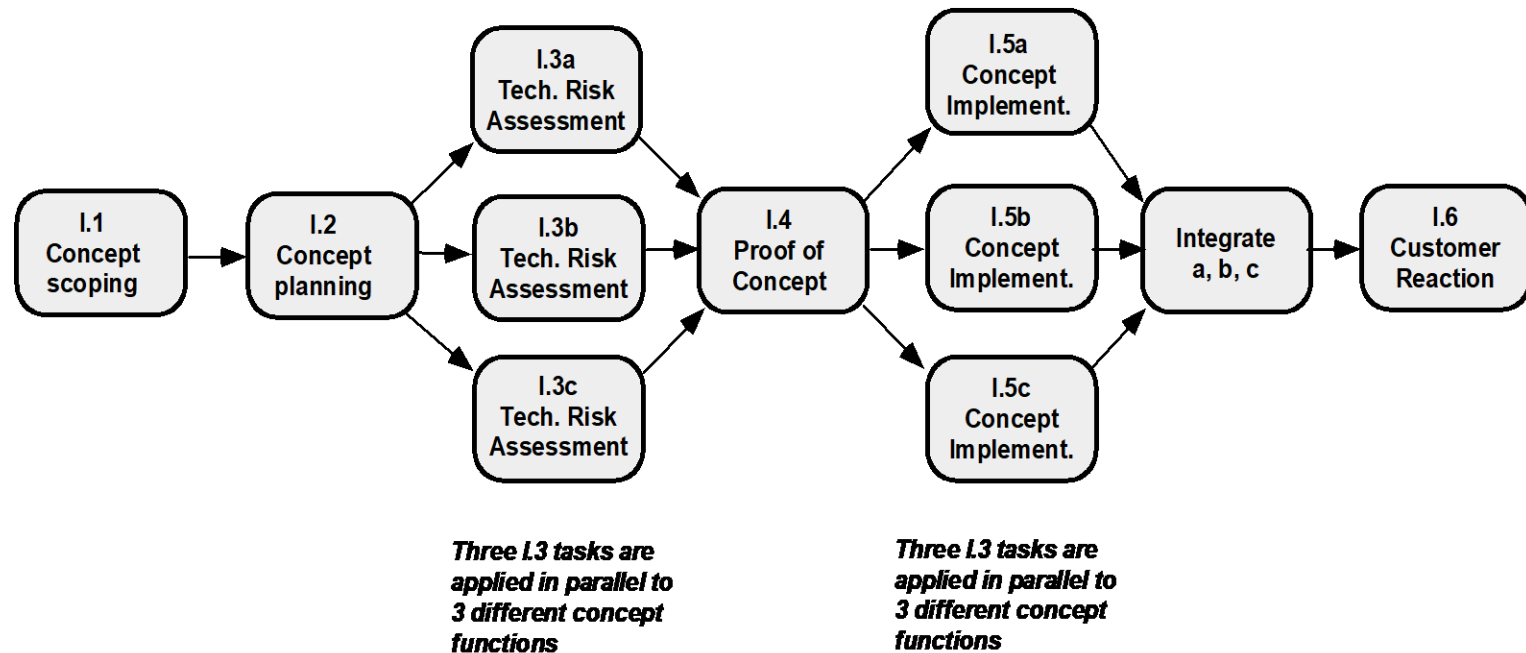 I.1
Concept
scoping
I.2
Concept
planning
I.3a
Tech. Risk
Assessment
I.3b
Tech. Risk
Assessment
I.3c
Tech. Risk
Assessment
I.4
Proof of
Concept
I.5a
Concept
Implement.
I.5b
Concept
Implement.
I.5c
Concept
Implement.
Integrate
a, b, c
I.6
Customer
Reaction
Three I.3 tasks are
applied in parallel to
3 different concept
functions
Three I.3 tasks are
applied in parallel to
3 different concept
functions